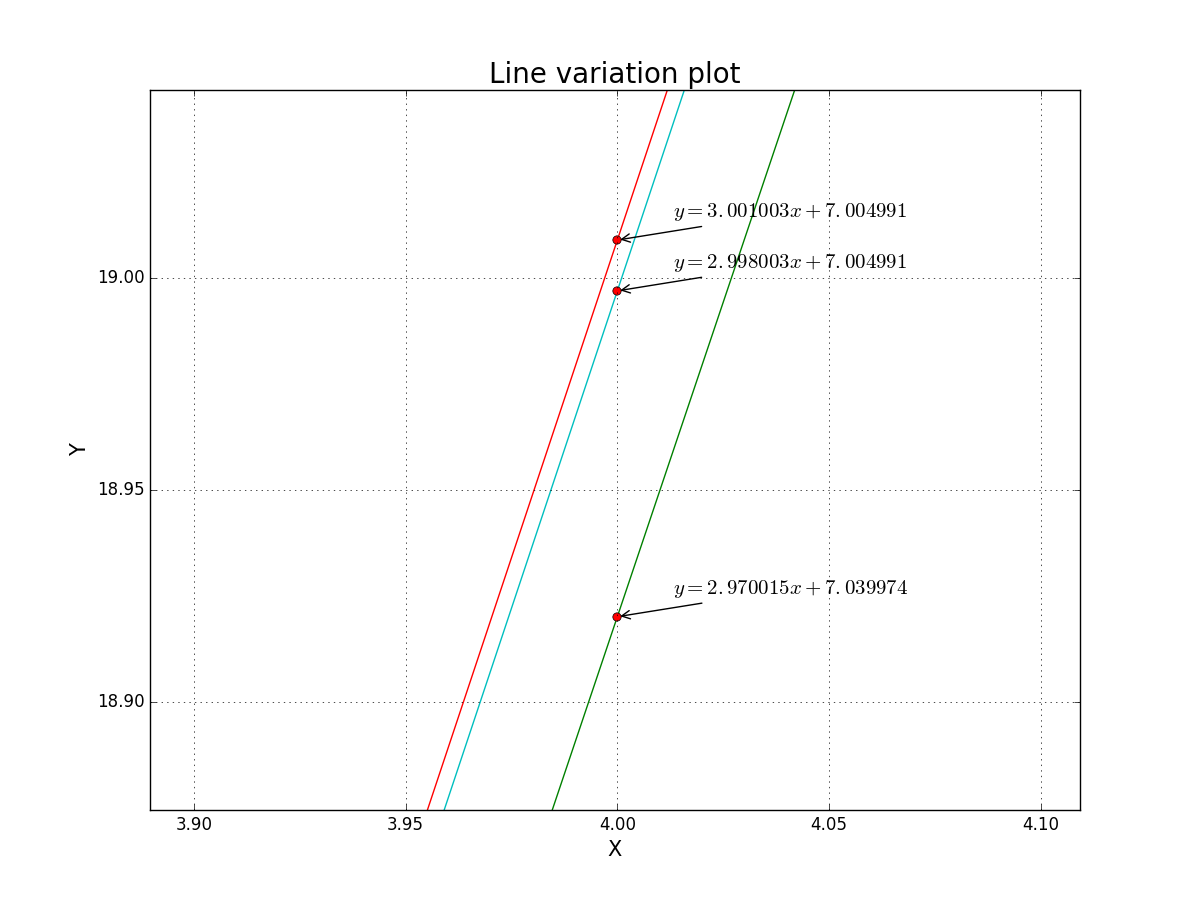 Line variation plot
y = 3.001003x + 7.004991
y = 2.998003x + 7.004991
19.00
Y
18.95
y = 2.970015x + 7.039974
18.90
3.90 3.95 4.00 4.05 4.10
X